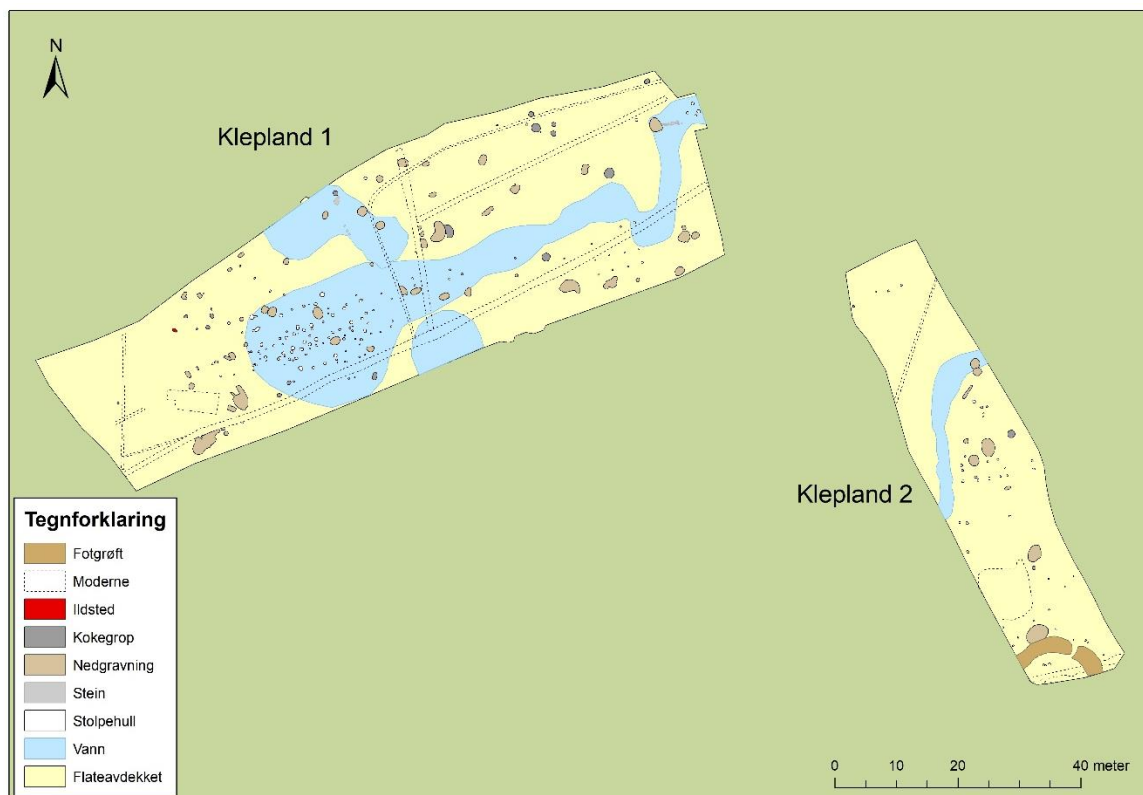 N
Klepland 1
Klepland 2
Tegnforklaring
Fotgrøft
Moderne
Ildsted
Kokegrop
Nedgravning
Stein
Stolpehull
Vann
Flateavdekket
0 10 20 40 meter